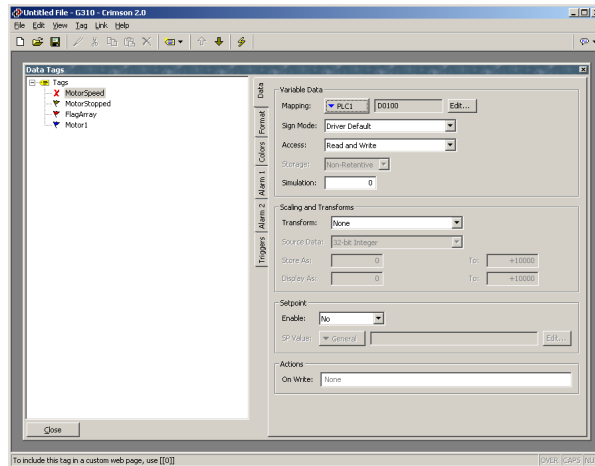 Untitled File - G310 - Crimson 2.0
File Edit View Tag Link Help
Data Tags
Tags
MotorSpeed
MotorStopped
FlagArray
Motor1
Data
Format
Colors
Alarm 1
Alarm 2
Triggers
Variable Data
Mapping: PLC1 D0100 Edit...
Sign Mode: Driver Default
Access: Read and Write
Storage: Non-Retentive
Simulation: 0
Scaling and Transforms
Transform: None
Source Data: 32-bit Integer
Store As: 0 To: +10000
Display As: 0 To: +10000
Setpoint
Enable: No
SP Value: General Edit...
Actions
On Write: None
Close
To include this tag in a custom web page, use [[0]]
OVER CAPS NU